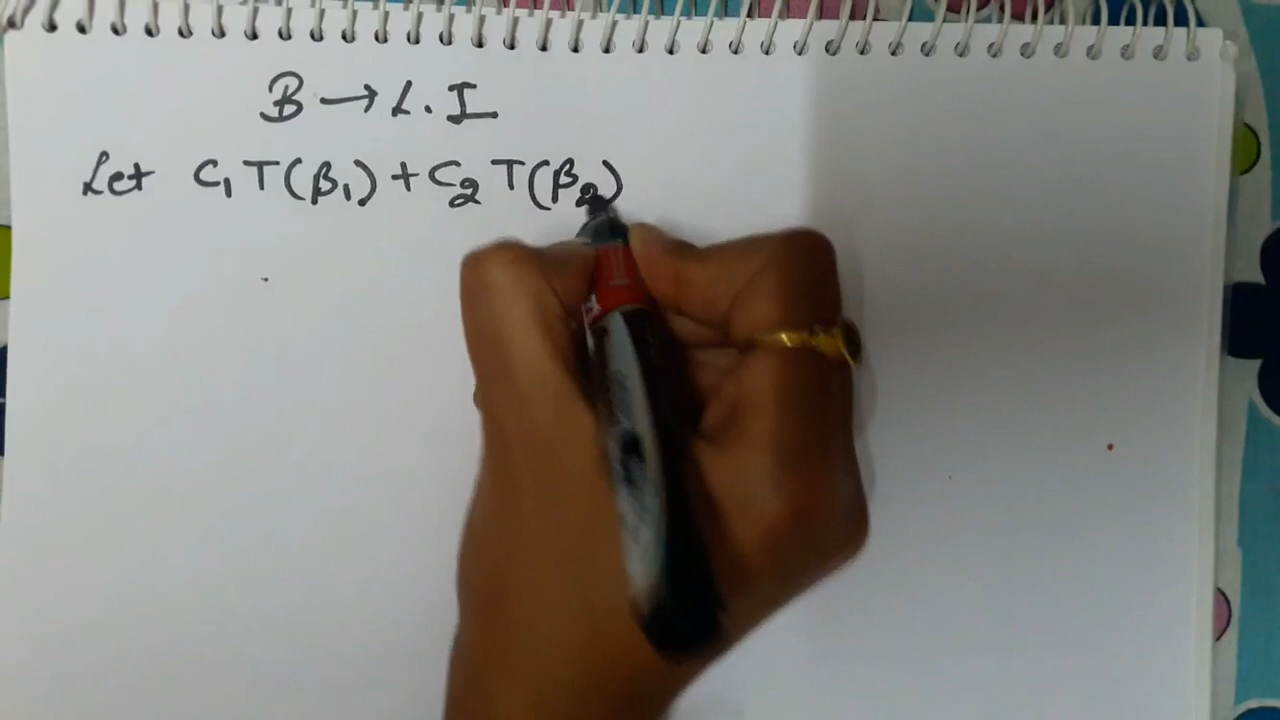 B → L.I
Let C₁T(β₁) + C₂T(β₂)